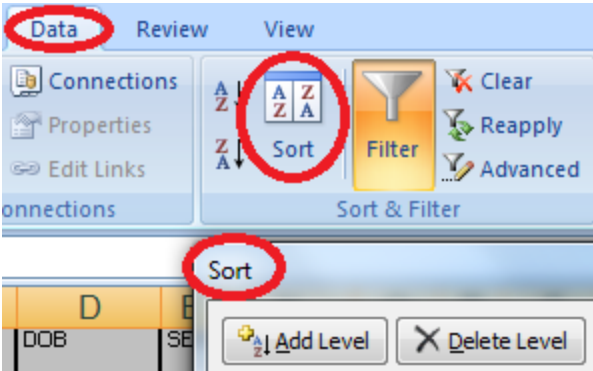 Data Review View
Connections
Properties
Edit Links
onnections
A Z
Z A
A Z
Z A
Sort
Filter
Clear
Reapply
Advanced
Sort & Filter
Sort
D E
DOB SE
Add Level Delete Level